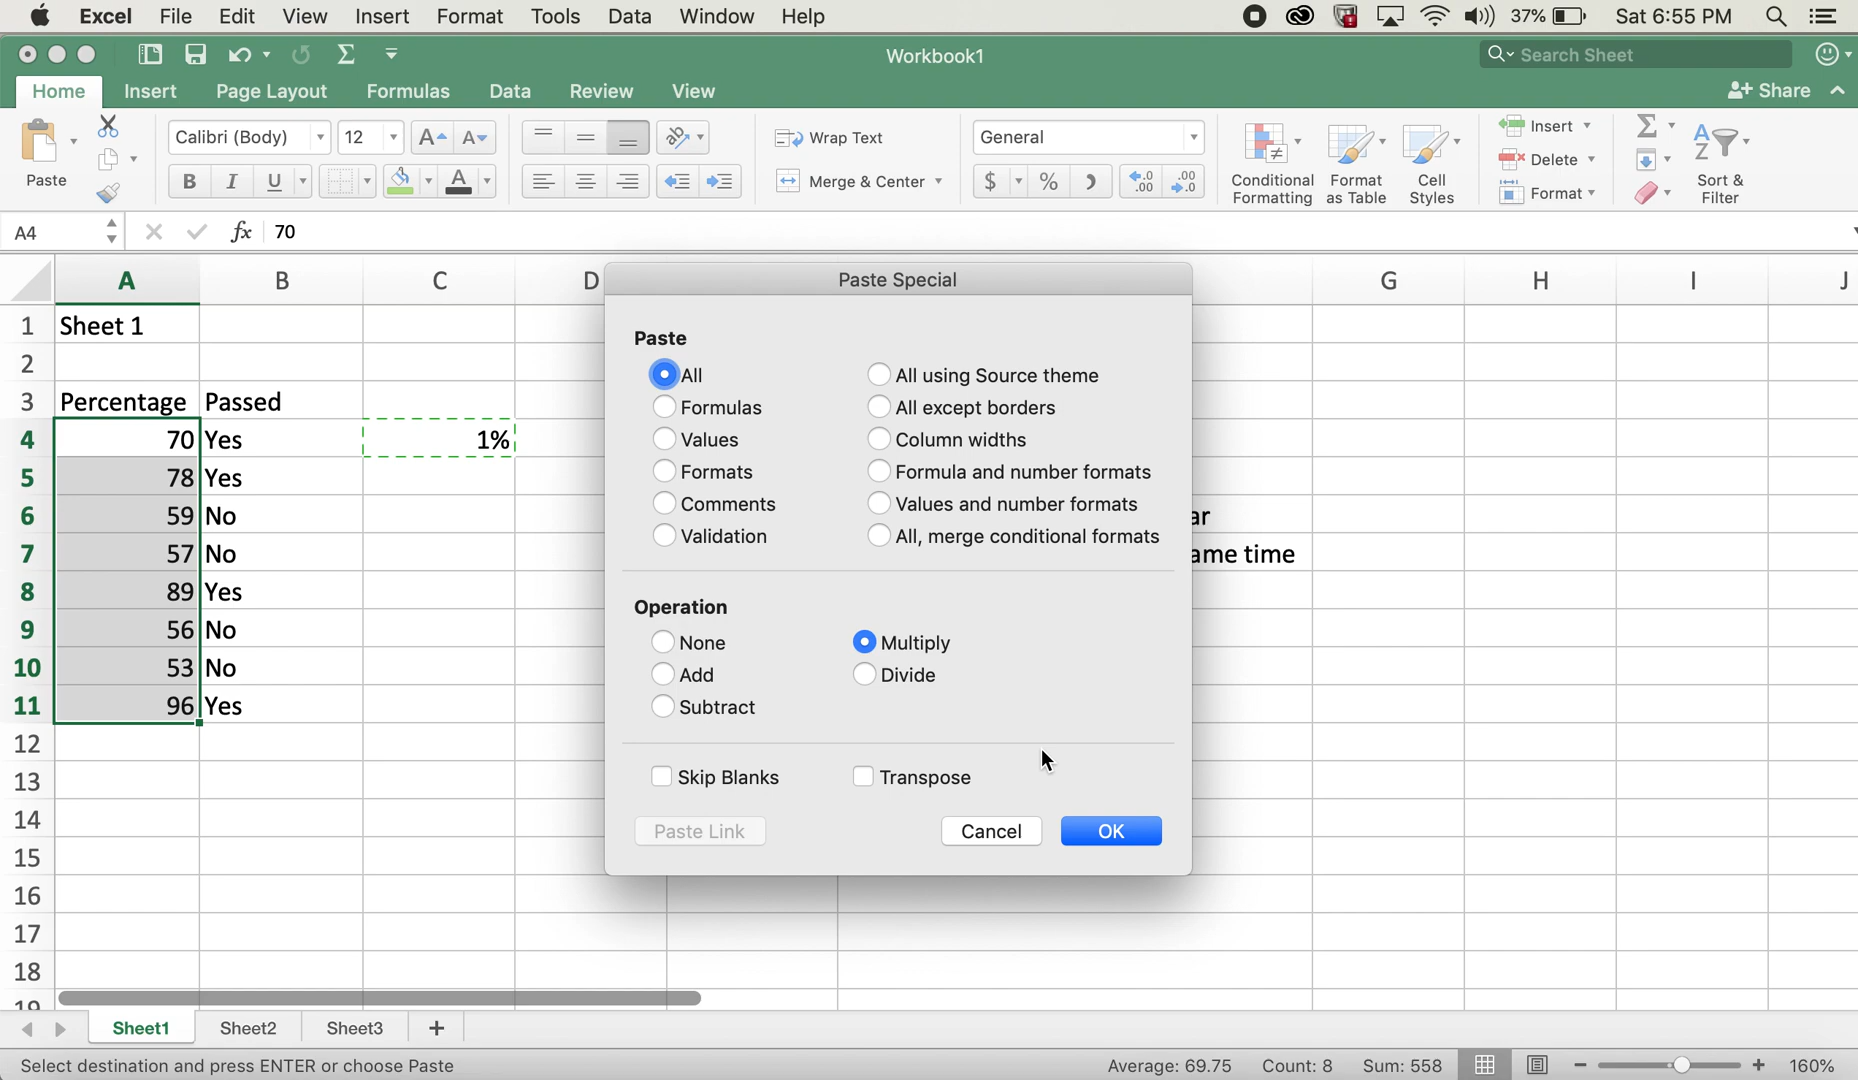 Excel File Edit View Insert Format Tools Data Window Help 37% Sat 6:55 PM
Workbook1 Search Sheet
Home Insert Page Layout Formulas Data Review View Share
Paste Calibri (Body) 12 A A Wrap Text General Conditional Formatting Format as Table Cell Styles Insert Sort & Filter
B I U A Merge & Center $ % Delete
Format
A4 fx 70
A B C D G H I J
1 Sheet 1
2
3 Percentage Passed
4 70 Yes 1%
5 78 Yes
6 59 No
7 57 No ame time
8 89 Yes
9 56 No
10 53 No
11 96 Yes
12
13
14
15
16
17
18
19
Paste Special
Paste
All All using Source theme
Formulas All except borders
Values Column widths
Formats Formula and number formats
Comments Values and number formats
Validation All, merge conditional formats
Operation
None Multiply
Add Divide
Subtract
Skip Blanks Transpose
Paste Link Cancel OK
Sheet1 Sheet2 Sheet3 +
Select destination and press ENTER or choose Paste Average: 69.75 Count: 8 Sum: 558 160%